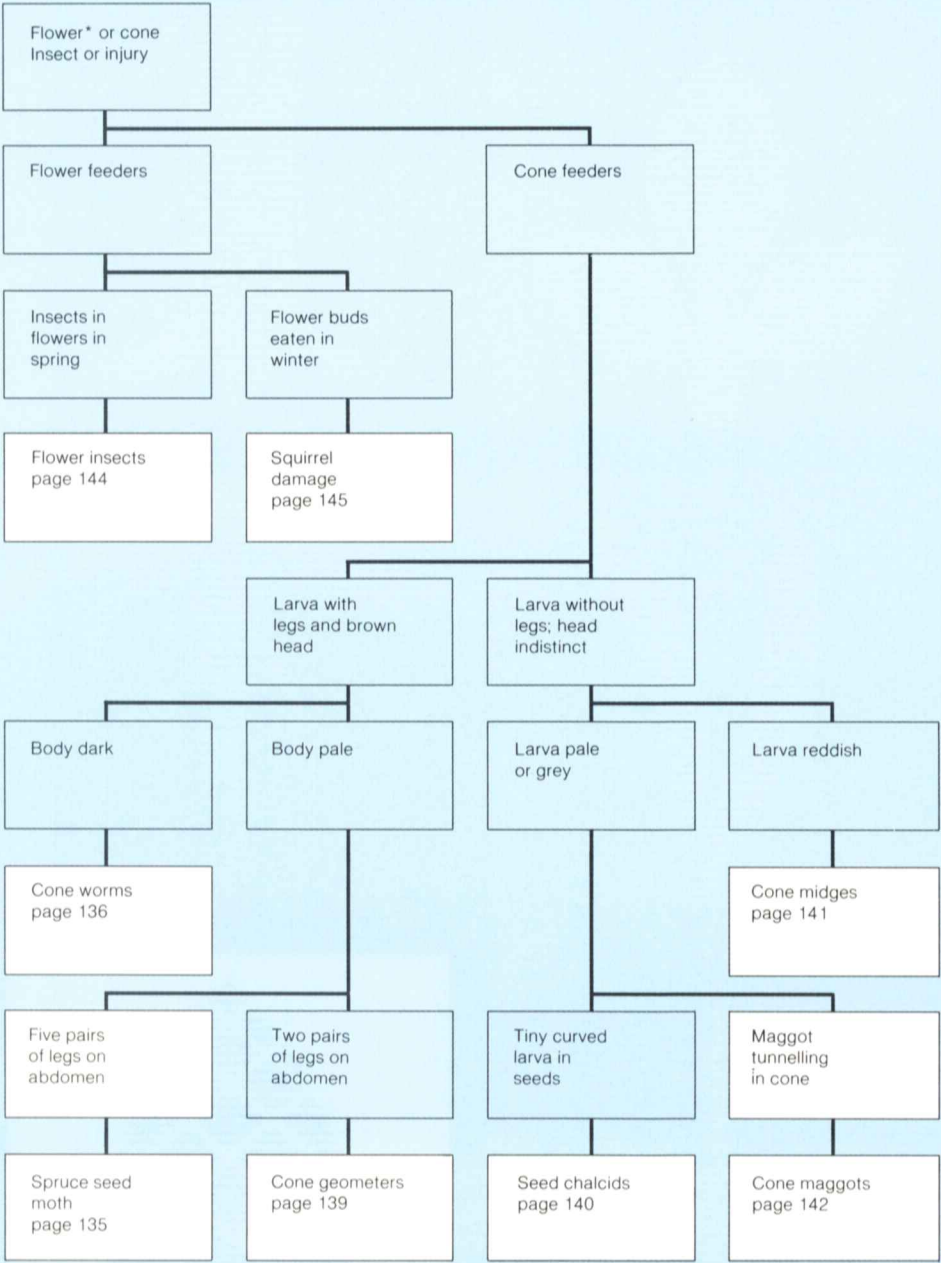 Flower* or cone
Insect or injury
Flower feeders
Cone feeders
Insects in
flowers in
spring
Flower buds
eaten in
winter
Flower insects
page 144
Squirrel
damage
page 145
Larva with
legs and brown
head
Larva without
legs; head
indistinct
Body dark
Body pale
Larva pale
or grey
Larva reddish
Cone worms
page 136
Cone midges
page 141
Five pairs
of legs on
abdomen
Two pairs
of legs on
abdomen
Tiny curved
larva in
seeds
Maggot
tunnelling
in cone
Spruce seed
moth
page 135
Cone geometers
page 139
Seed chalcids
page 140
Cone maggots
page 142